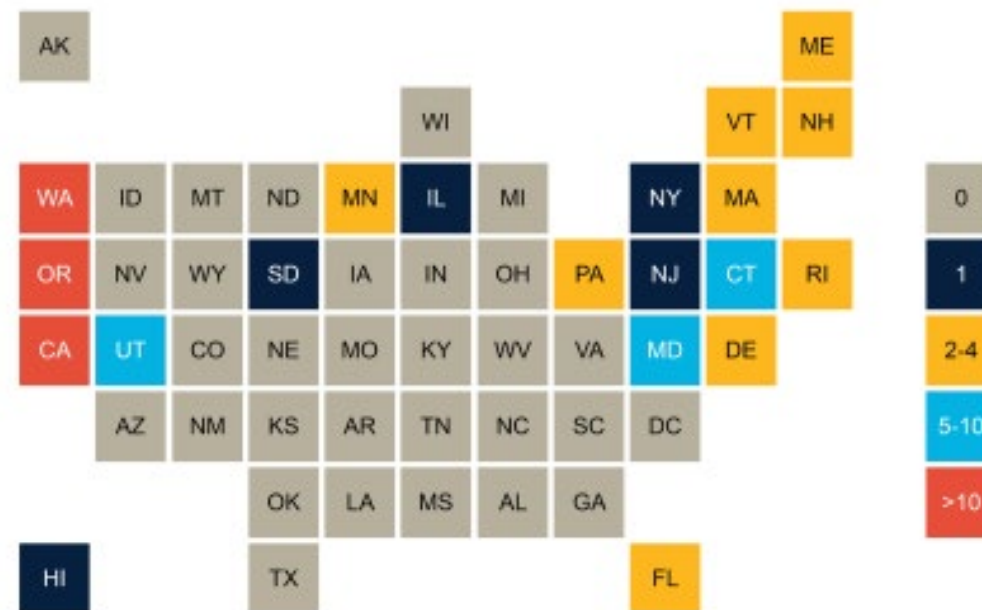 AK ME
WI VT NH
WA ID MT ND MN IL MI NY MA 0
OR NV WY SD IA IN OH PA NJ CT RI 1
CA UT CO NE MO KY WV VA MD DE 2-4
AZ NM KS AR TN NC SC DC 5-10
OK LA MS AL GA >10
HI TX FL